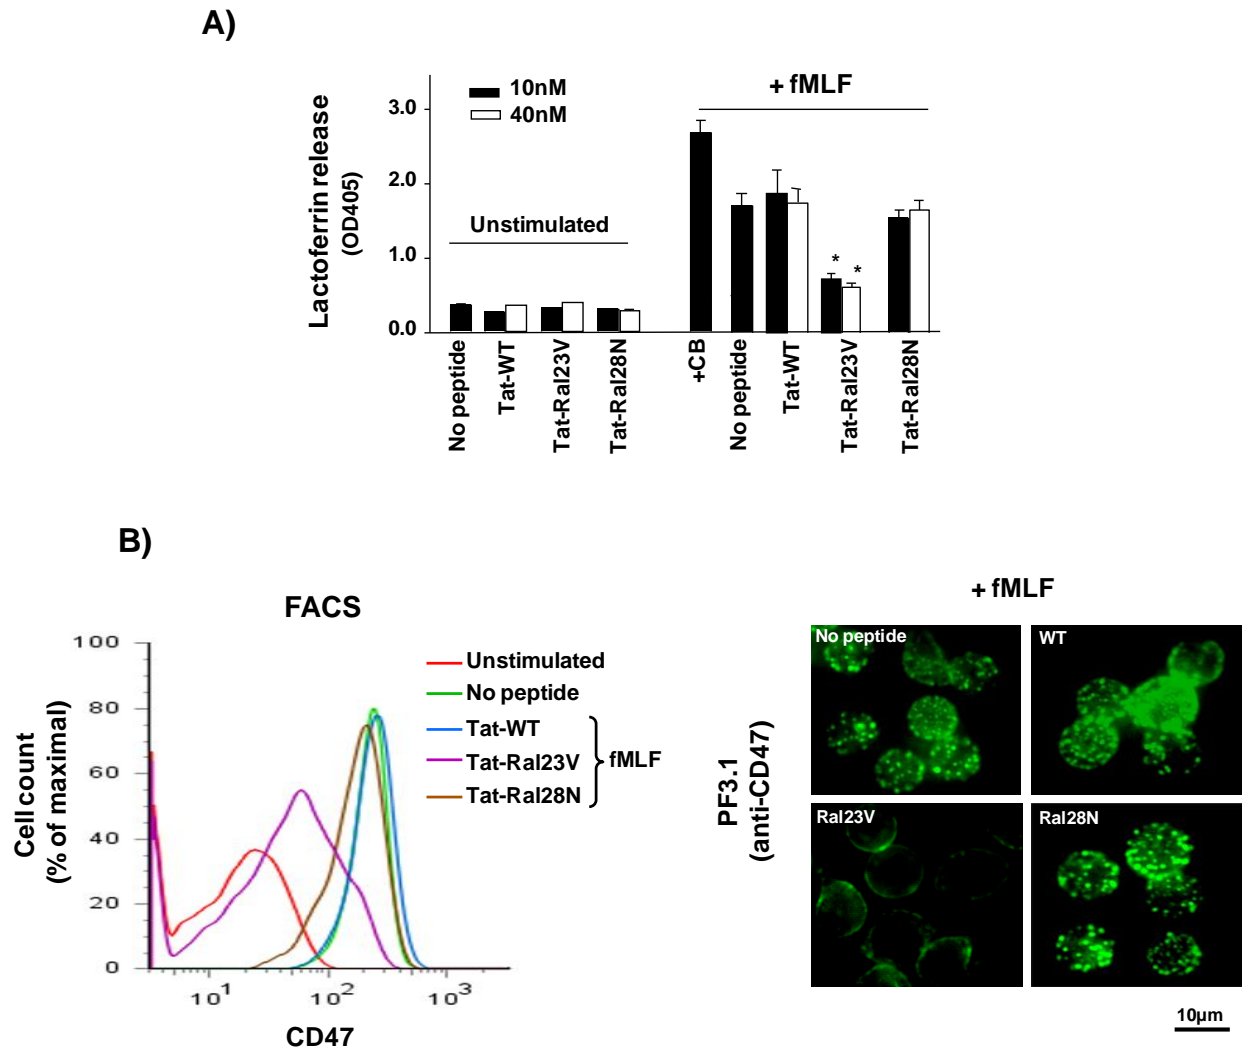 A)
Lactoferrin release
(OD405)
3.0
2.0
1.0
0.0
10nM
40nM
Unstimulated
+ fMLF
* *
No peptide
Tat-WT
Tat-Ral23V
Tat-Ral28N
+CB
No peptide
Tat-WT
Tat-Ral23V
Tat-Ral28N
B)
FACS
Cell count
(% of maximal)
100
80
60
40
20
0
10¹ 10² 10³
CD47
Unstimulated
No peptide
Tat-WT
Tat-Ral23V
Tat-Ral28N
fMLF
+ fMLF
PF3.1
(anti-CD47)
No peptide
WT
Ral23V
Ral28N
10µm